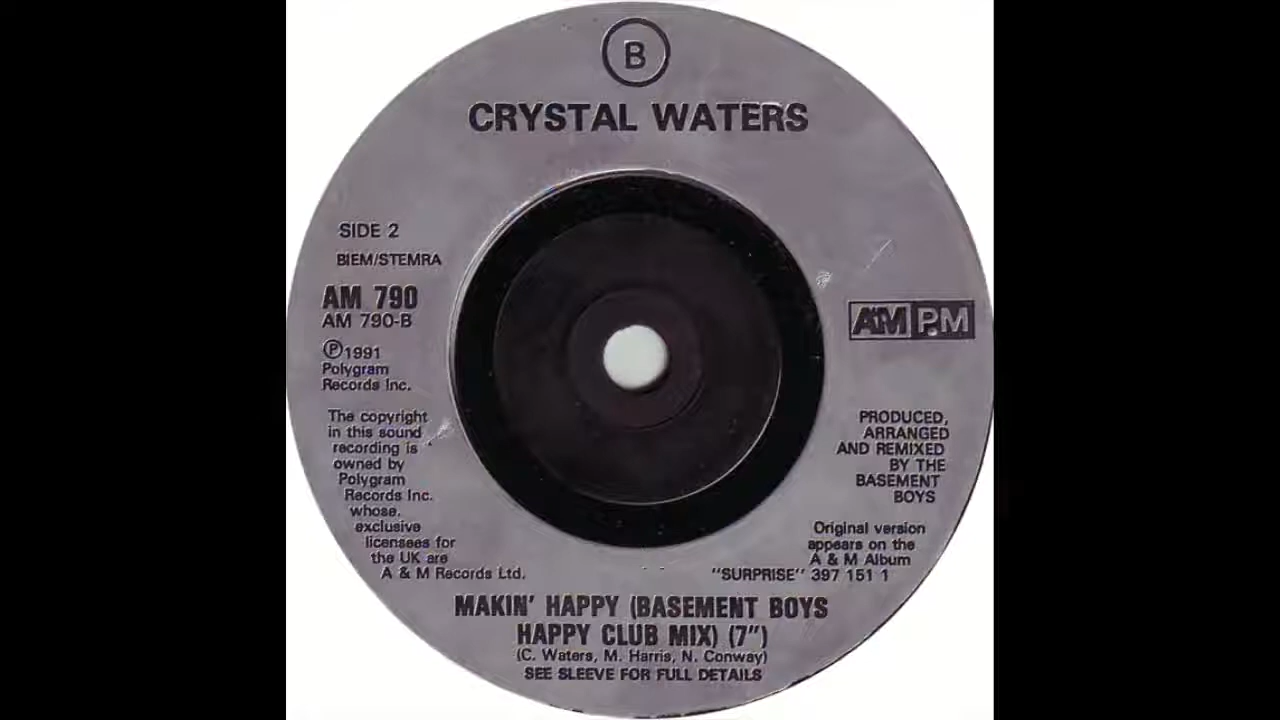 B
CRYSTAL WATERS
SIDE 2
BIEM/STEMRA
AM 790
AM 790-B
Ⓟ1991
Polygram
Records Inc.
The copyright
in this sound
recording is
owned by
Polygram
Records Inc.
whose.
exclusive
licensees for
the UK are
A & M Records Ltd.
AM PM
PRODUCED,
ARRANGED
AND REMIXED
BY THE
BASEMENT
BOYS
Original version
appears on the
A & M Album
"SURPRISE" 397 151 1
MAKIN' HAPPY (BASEMENT BOYS
HAPPY CLUB MIX) (7")
(C. Waters, M. Harris, N. Conway)
SEE SLEEVE FOR FULL DETAILS